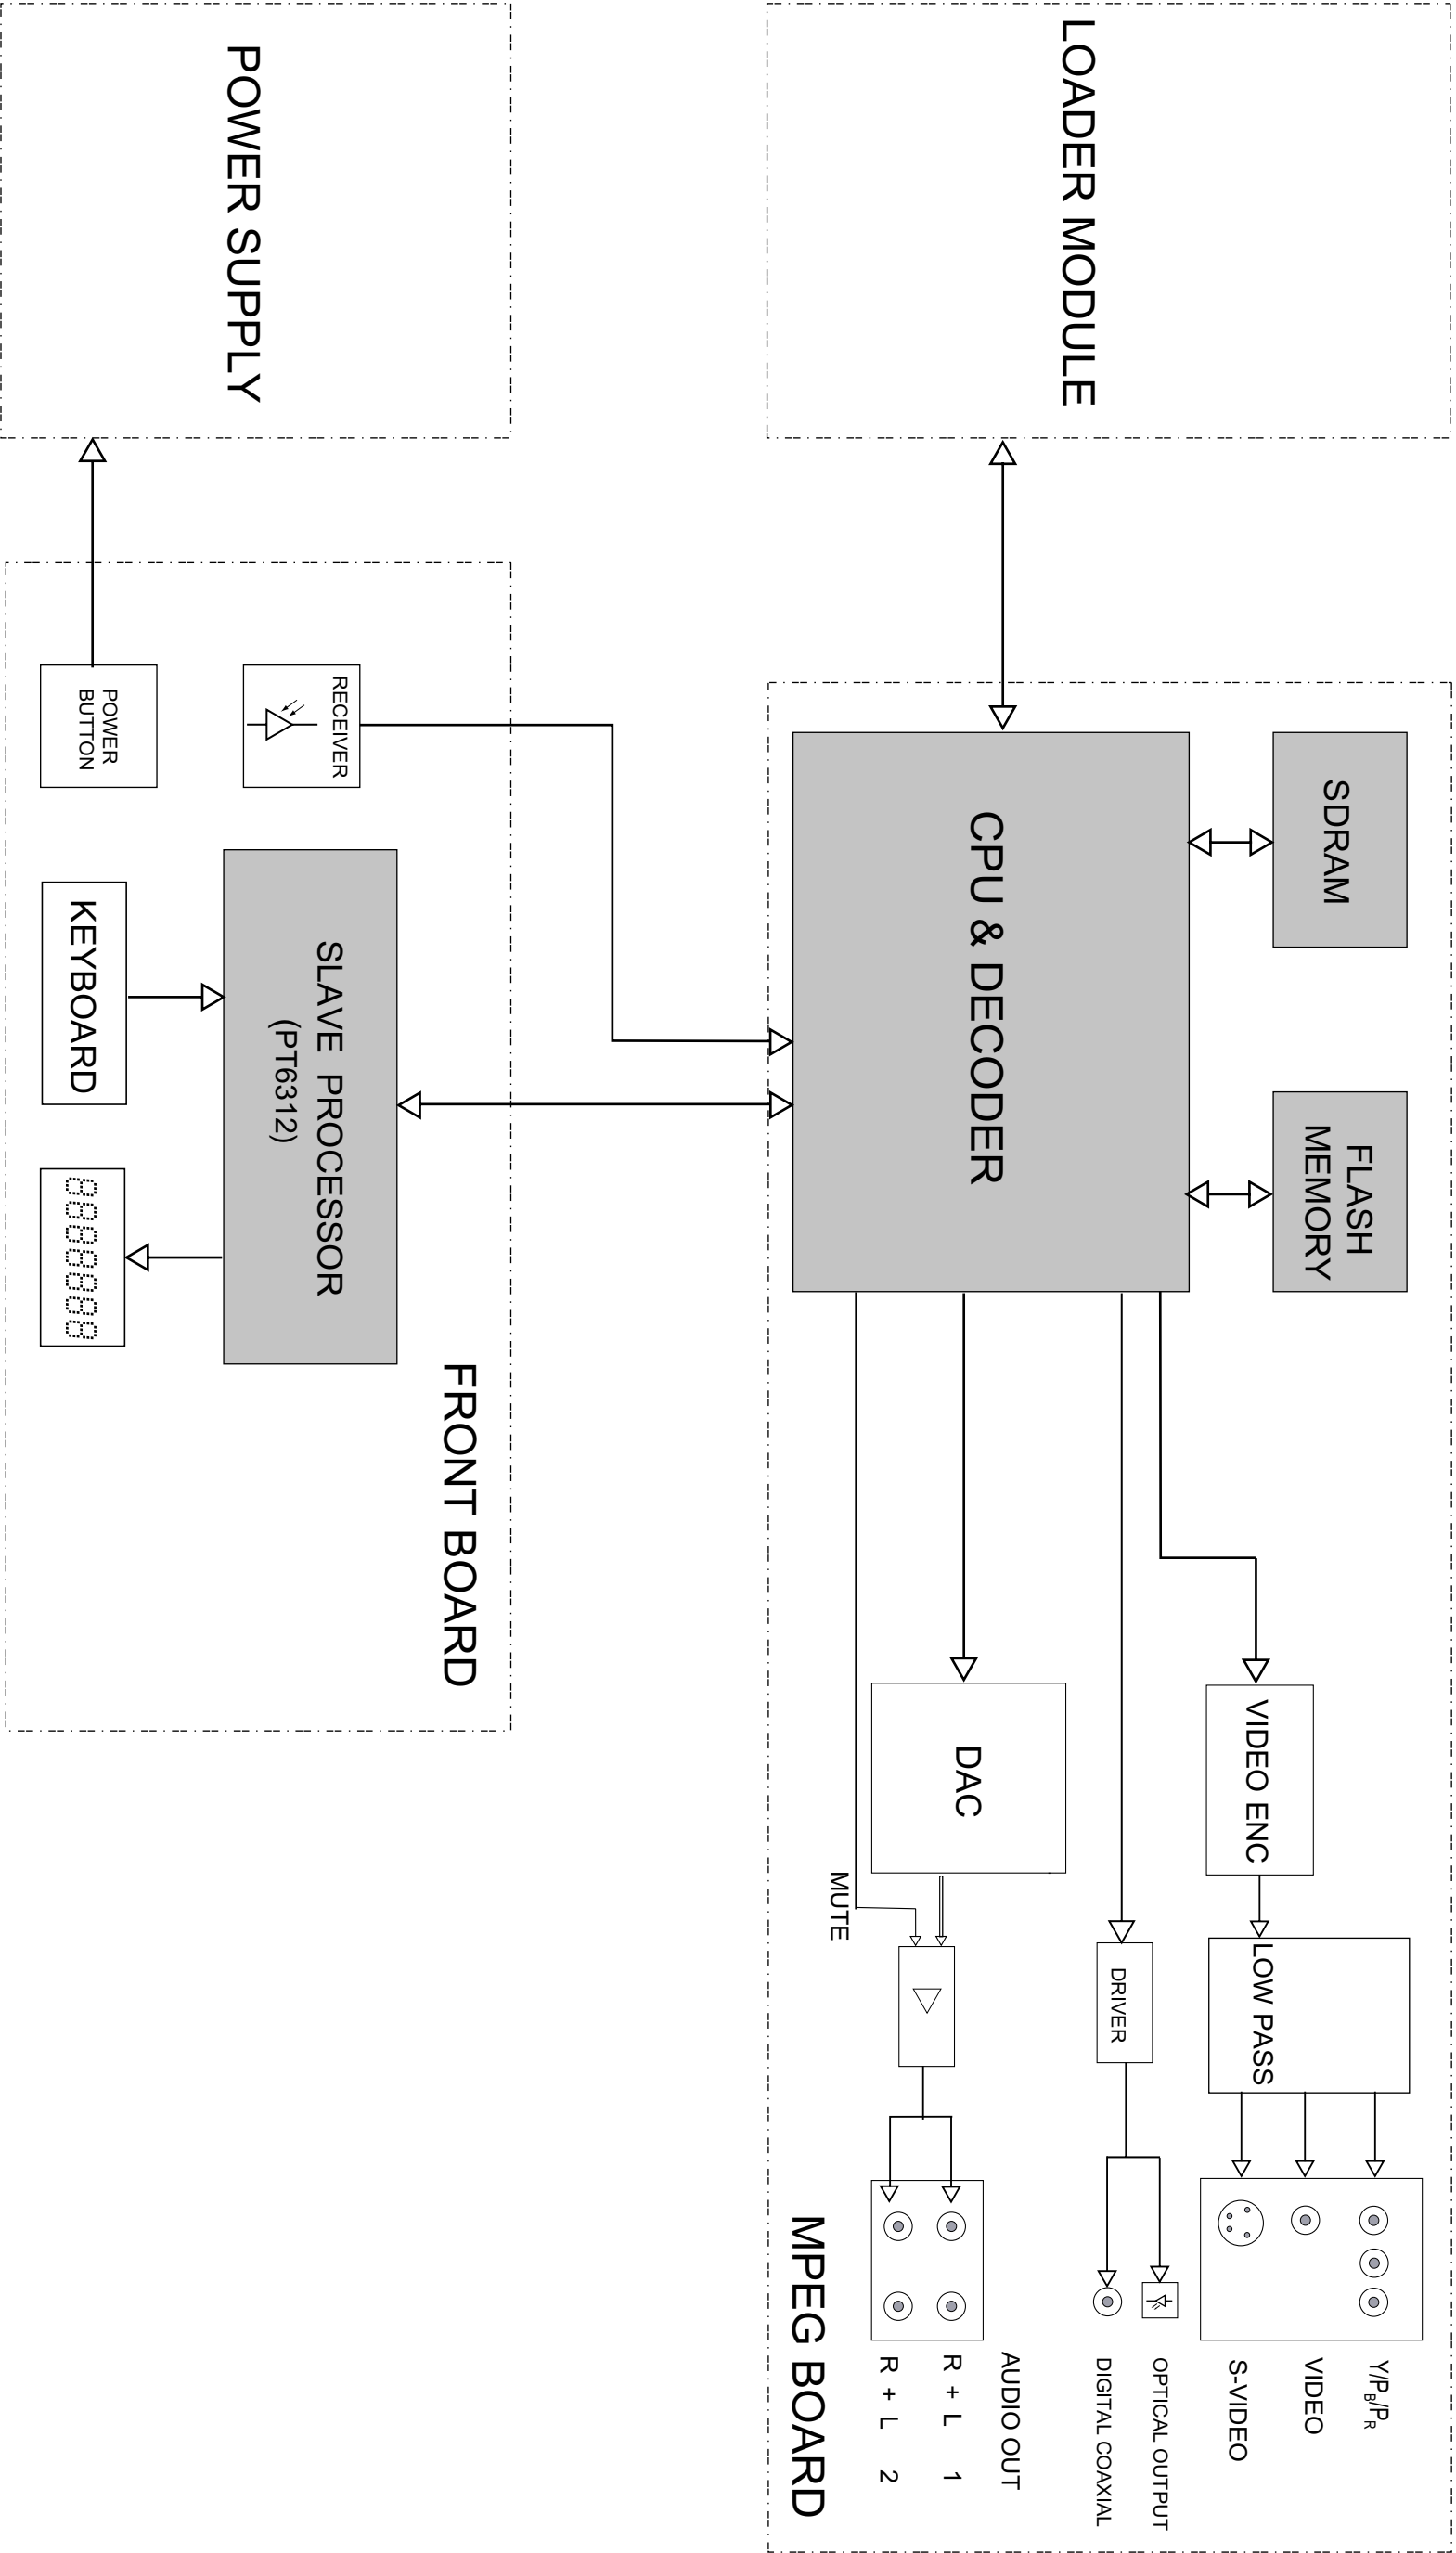 LOADER MODULE
SDRAM
FLASH
MEMORY
CPU & DECODER
VIDEO ENC
LOW PASS
Y/PB/PR
VIDEO
S-VIDEO
DRIVER
OPTICAL OUTPUT
DIGITAL COAXIAL
DAC
MUTE
AUDIO OUT
R + L 1
R + L 2
MPEG BOARD
POWER SUPPLY
FRONT BOARD
RECEIVER
SLAVE PROCESSOR
(PT6312)
POWER
BUTTON
KEYBOARD